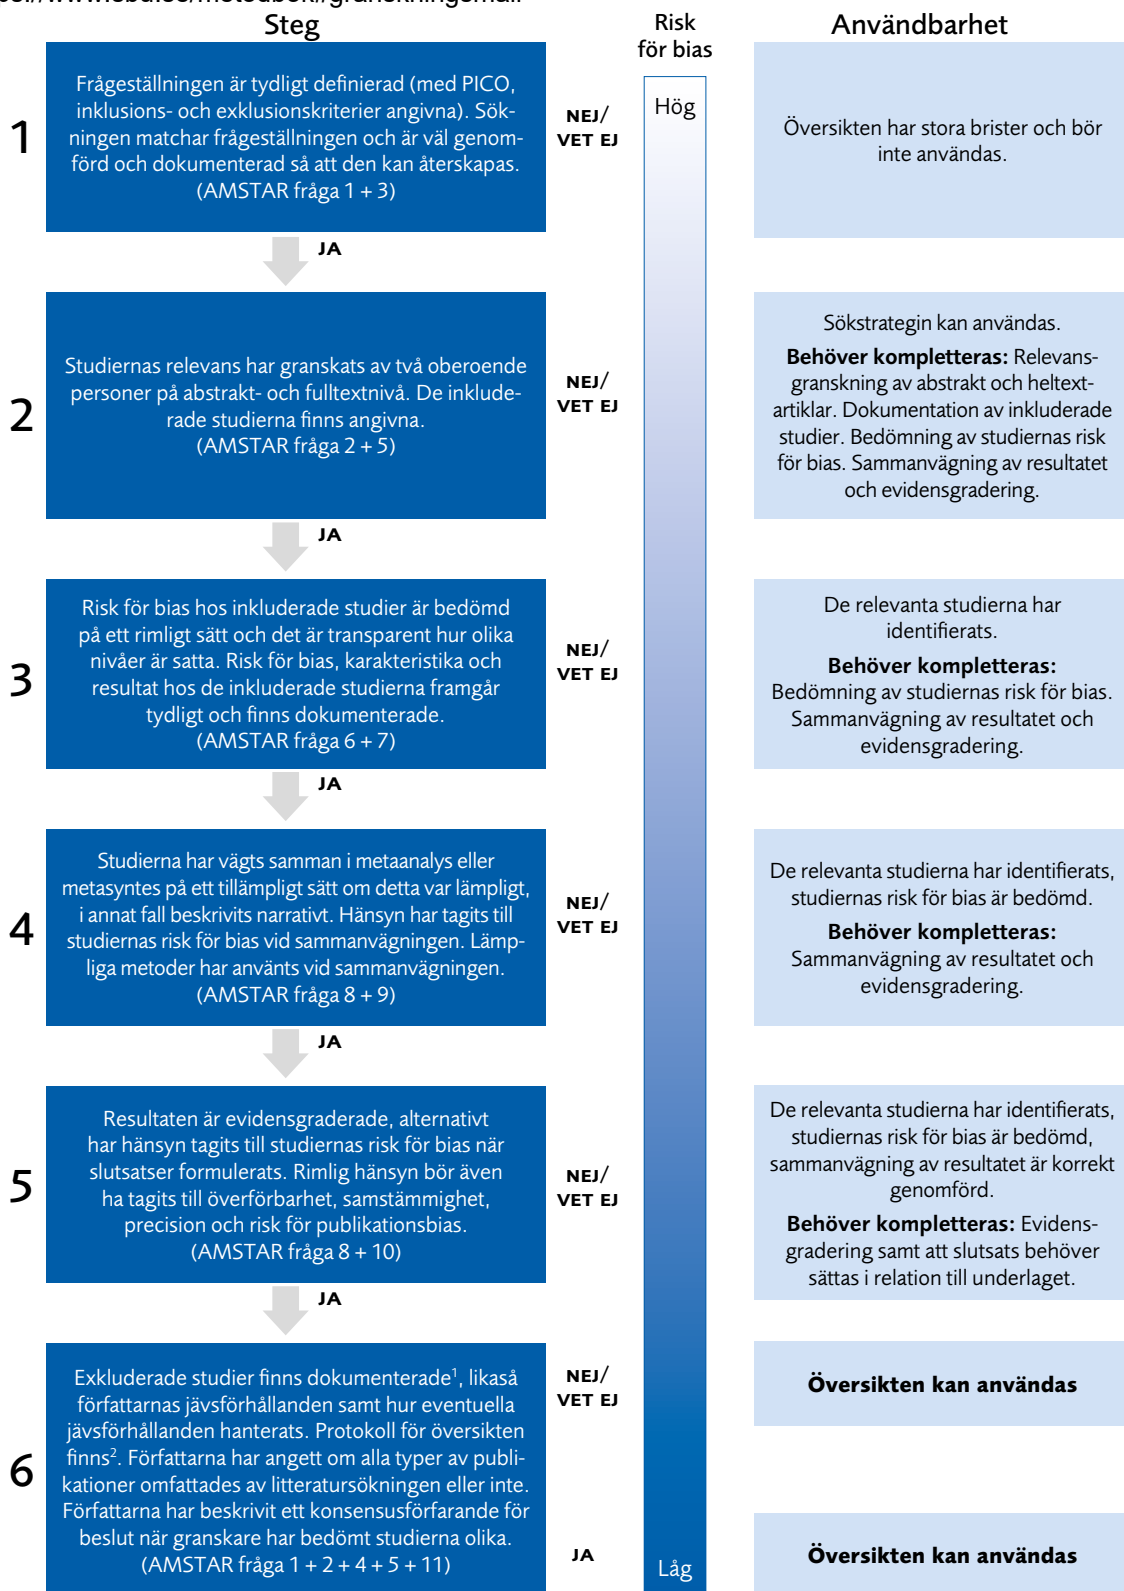 Steg
Risk
för bias
Användbarhet
1
Frågeställningen är tydligt definierad (med PICO,
inklusions- och exklusionskriterier angivna). Sök-
ningen matchar frågeställningen och är väl genom-
förd och dokumenterad så att den kan återskapas.
(AMSTAR fråga 1 + 3)
NEJ/
VET EJ
Hög
Översikten har stora brister och bör
inte användas.
JA
2
Studiernas relevans har granskats av två oberoende
personer på abstrakt- och fulltextnivå. De inklude-
rade studierna finns angivna.
(AMSTAR fråga 2 + 5)
NEJ/
VET EJ
Sökstrategin kan användas.
Behöver kompletteras: Relevans-
granskning av abstrakt och heltext-
artiklar. Dokumentation av inkluderade
studier. Bedömning av studiernas risk
för bias. Sammanvägning av resultatet
och evidensgradering.
JA
3
Risk för bias hos inkluderade studier är bedömd
på ett rimligt sätt och det är transparent hur olika
nivåer är satta. Risk för bias, karakteristika och
resultat hos de inkluderade studierna framgår
tydligt och finns dokumenterade.
(AMSTAR fråga 6 + 7)
NEJ/
VET EJ
De relevanta studierna har
identifierats.
Behöver kompletteras:
Bedömning av studiernas risk för bias.
Sammanvägning av resultatet och
evidensgradering.
JA
4
Studierna har vägts samman i metaanalys eller
metasyntes på ett tillämpligt sätt om detta var lämpligt,
i annat fall beskrivits narrativt. Hänsyn har tagits till
studiernas risk för bias vid sammanvägningen. Lämp-
liga metoder har använts vid sammanvägningen.
(AMSTAR fråga 8 + 9)
NEJ/
VET EJ
De relevanta studierna har identifierats,
studiernas risk för bias är bedömd.
Behöver kompletteras:
Sammanvägning av resultatet och
evidensgradering.
JA
5
Resultaten är evidensgraderade, alternativt
har hänsyn tagits till studiernas risk för bias när
slutsatser formulerats. Rimlig hänsyn bör även
ha tagits till överförbarhet, samstämmighet,
precision och risk för publikationsbias.
(AMSTAR fråga 8 + 10)
NEJ/
VET EJ
De relevanta studierna har identifierats,
studiernas risk för bias är bedömd,
sammanvägning av resultatet är korrekt
genomförd.
Behöver kompletteras: Evidens-
gradering samt att slutsats behöver
sättas i relation till underlaget.
JA
6
Exkluderade studier finns dokumenterade¹, likaså
författarnas jävsförhållanden samt hur eventuella
jävsförhållanden hanterats. Protokoll för översikten
finns². Författarna har angett om alla typer av publi-
kationer omfattades av litteratursökningen eller inte.
Författarna har beskrivit ett konsensusförfarande för
beslut när granskare har bedömt studierna olika.
(AMSTAR fråga 1 + 2 + 4 + 5 + 11)
NEJ/
VET EJ
Översikten kan användas
JA
Låg
Översikten kan användas